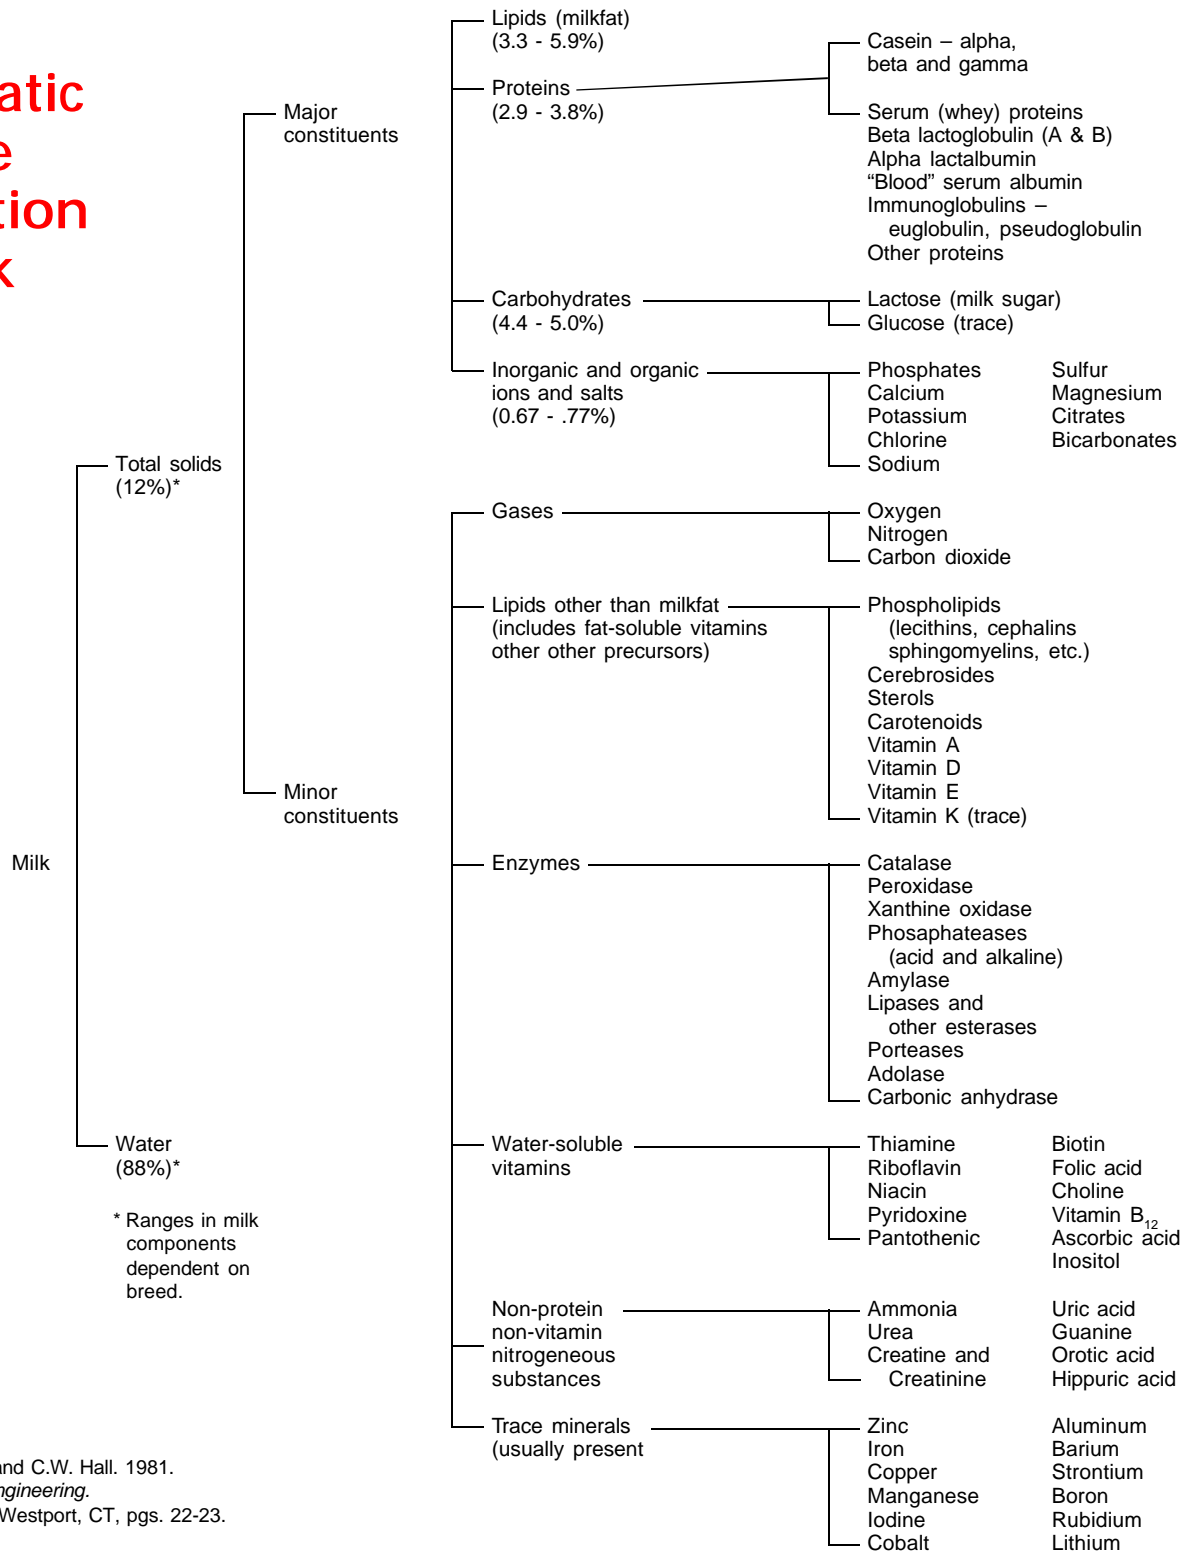 atic
e
tion
k
Milk
Total solids
(12%)*
Water
(88%)*
* Ranges in milk
components
dependent on
breed.
Major
constituents
Minor
constituents
Lipids (milkfat)
(3.3 - 5.9%)
Proteins
(2.9 - 3.8%)
Casein – alpha,
beta and gamma
Serum (whey) proteins
Beta lactoglobulin (A & B)
Alpha lactalbumin
“Blood” serum albumin
Immunoglobulins –
euglobulin, pseudoglobulin
Other proteins
Carbohydrates
(4.4 - 5.0%)
Lactose (milk sugar)
Glucose (trace)
Inorganic and organic
ions and salts
(0.67 - .77%)
Phosphates
Calcium
Potassium
Chlorine
Sodium
Sulfur
Magnesium
Citrates
Bicarbonates
Gases
Oxygen
Nitrogen
Carbon dioxide
Lipids other than milkfat
(includes fat-soluble vitamins
other other precursors)
Phospholipids
(lecithins, cephalins
sphingomyelins, etc.)
Cerebrosides
Sterols
Carotenoids
Vitamin A
Vitamin D
Vitamin E
Vitamin K (trace)
Enzymes
Catalase
Peroxidase
Xanthine oxidase
Phosaphateases
(acid and alkaline)
Amylase
Lipases and
other esterases
Porteases
Adolase
Carbonic anhydrase
Water-soluble
vitamins
Thiamine
Riboflavin
Niacin
Pyridoxine
Pantothenic
Biotin
Folic acid
Choline
Vitamin B12
Ascorbic acid
Inositol
Non-protein
non-vitamin
nitrogeneous
substances
Ammonia
Urea
Creatine and
Creatinine
Uric acid
Guanine
Orotic acid
Hippuric acid
Trace minerals
(usually present
Zinc
Iron
Copper
Manganese
Iodine
Cobalt
Aluminum
Barium
Strontium
Boron
Rubidium
Lithium
and C.W. Hall. 1981.
ngineering.
Westport, CT, pgs. 22-23.